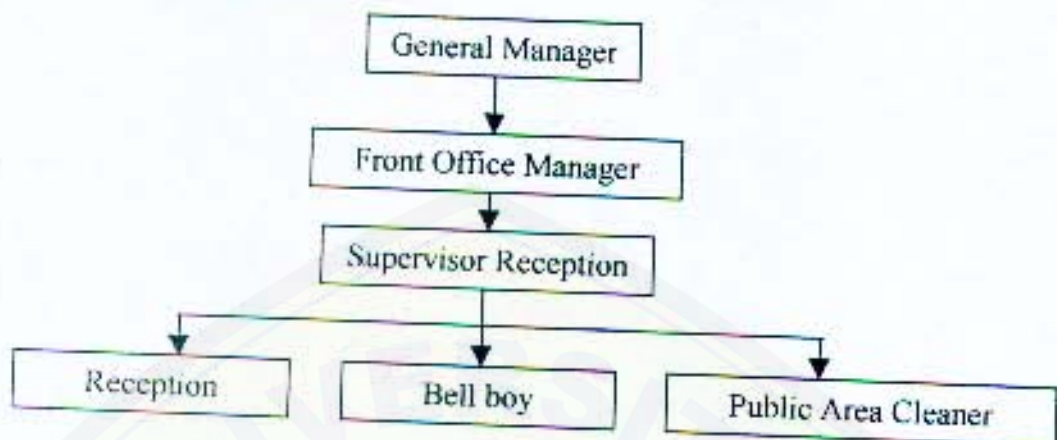 General Manager
Front Office Manager
Supervisor Reception
Reception
Bell boy
Public Area Cleaner